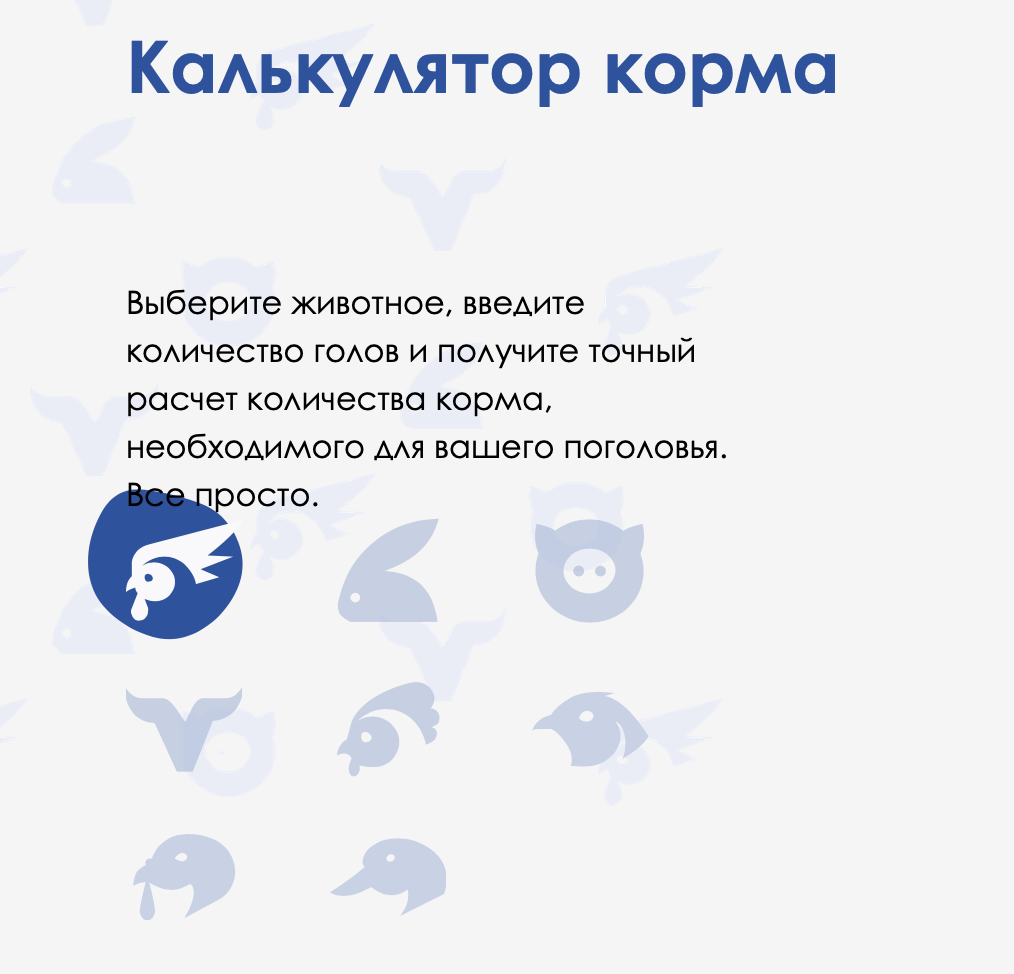 Калькулятор корма
Выберите животное, введите
количество голов и получите точный
расчет количества корма,
необходимого для вашего поголовья.
Все просто.